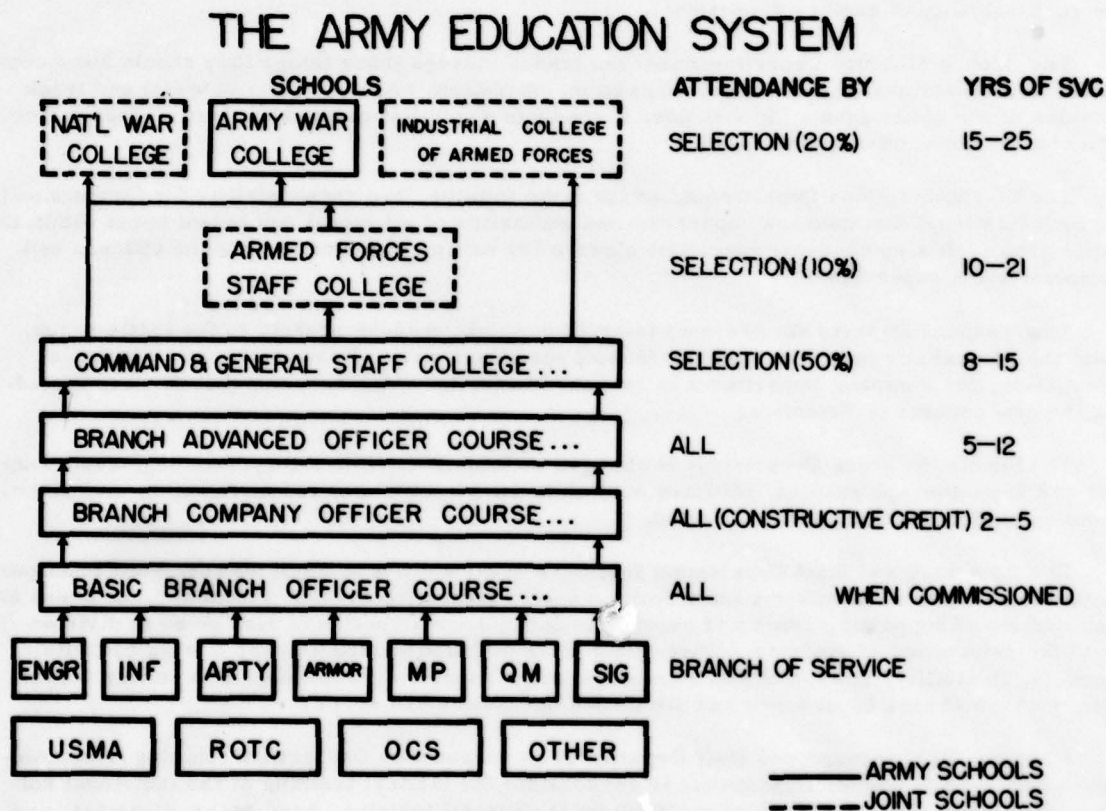 THE ARMY EDUCATION SYSTEM
SCHOOLS
ATTENDANCE BY
YRS OF SVC
NAT'L WAR
COLLEGE
ARMY WAR
COLLEGE
INDUSTRIAL COLLEGE
OF ARMED FORCES
SELECTION (20%)
15-25
ARMED FORCES
STAFF COLLEGE
SELECTION (10%)
10-21
COMMAND & GENERAL STAFF COLLEGE...
SELECTION (50%)
8-15
BRANCH ADVANCED OFFICER COURSE...
ALL
5-12
BRANCH COMPANY OFFICER COURSE...
ALL (CONSTRUCTIVE CREDIT)
2-5
BASIC BRANCH OFFICER COURSE...
ALL
WHEN COMMISSIONED
ENGR
INF
ARTY
ARMOR
MP
QM
SIG
BRANCH OF SERVICE
USMA
ROTC
OCS
OTHER
ARMY SCHOOLS
JOINT SCHOOLS